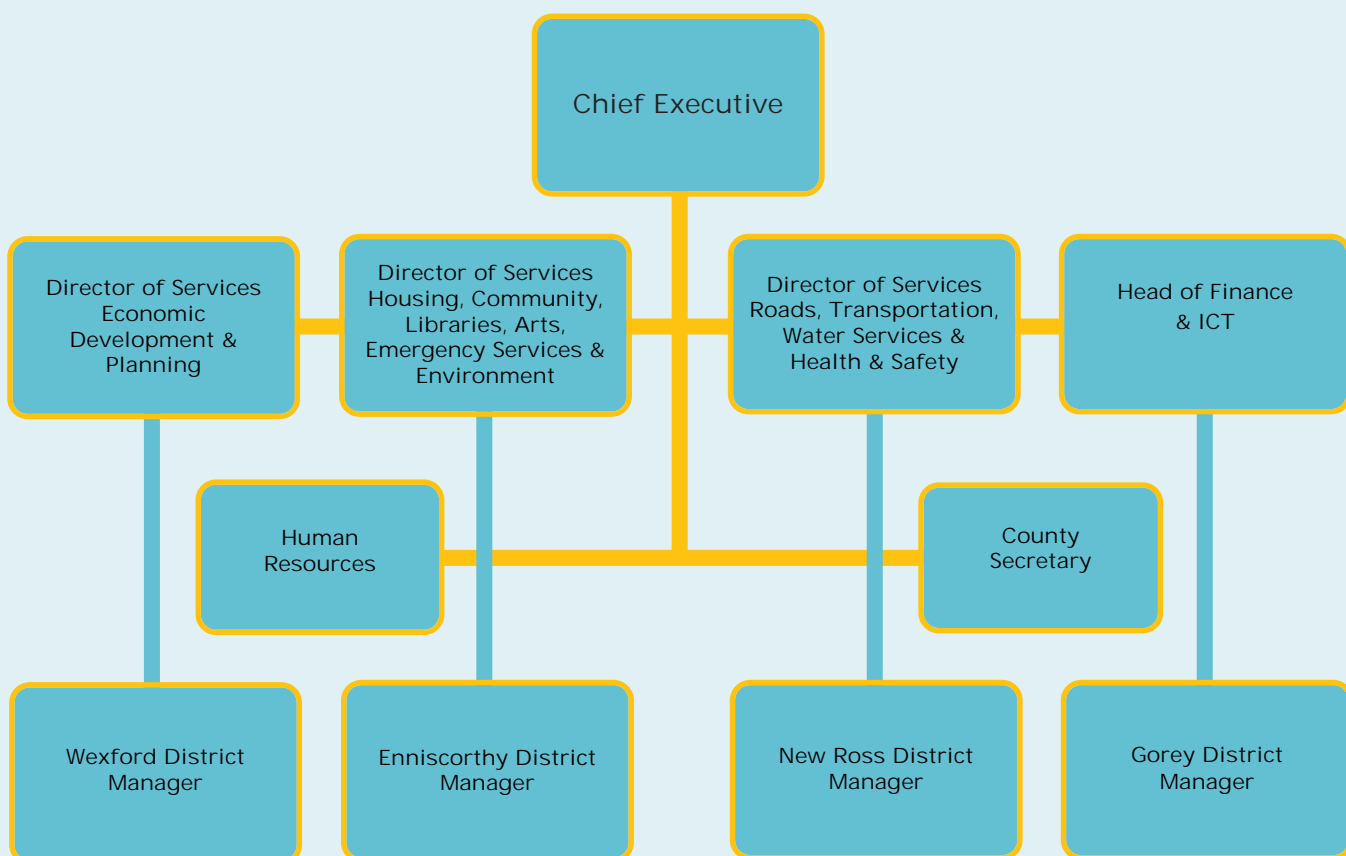 Chief Executive
Director of Services
Economic
Development &
Planning
Director of Services
Housing, Community,
Libraries, Arts,
Emergency Services &
Environment
Director of Services
Roads, Transportation,
Water Services &
Health & Safety
Head of Finance
& ICT
Human
Resources
County
Secretary
Wexford District
Manager
Enniscorthy District
Manager
New Ross District
Manager
Gorey District
Manager